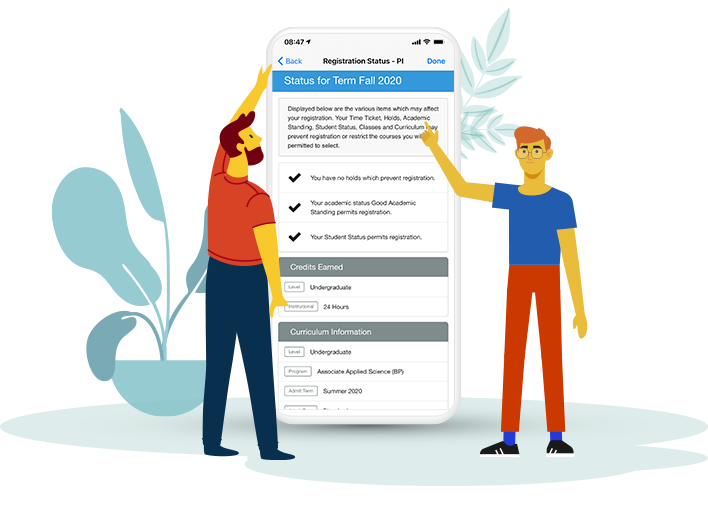 08:47
Back Registration Status - PI Done
Status for Term Fall 2020
Displayed below are the various items which may affect
your registration. Your Time Ticket, Holds, Academic
Standing, Student Status, Classes and Curriculum may
prevent registration or restrict the courses you will
permitted to select.
You have no holds which prevent registration.
Your academic status Good Academic
Standing permits registration.
Your Student Status permits registration.
Credits Earned
Level Undergraduate
Institutional 24 Hours
Curriculum Information
Level Undergraduate
Program Associate Applied Science (BP)
Admit Term Summer 2020